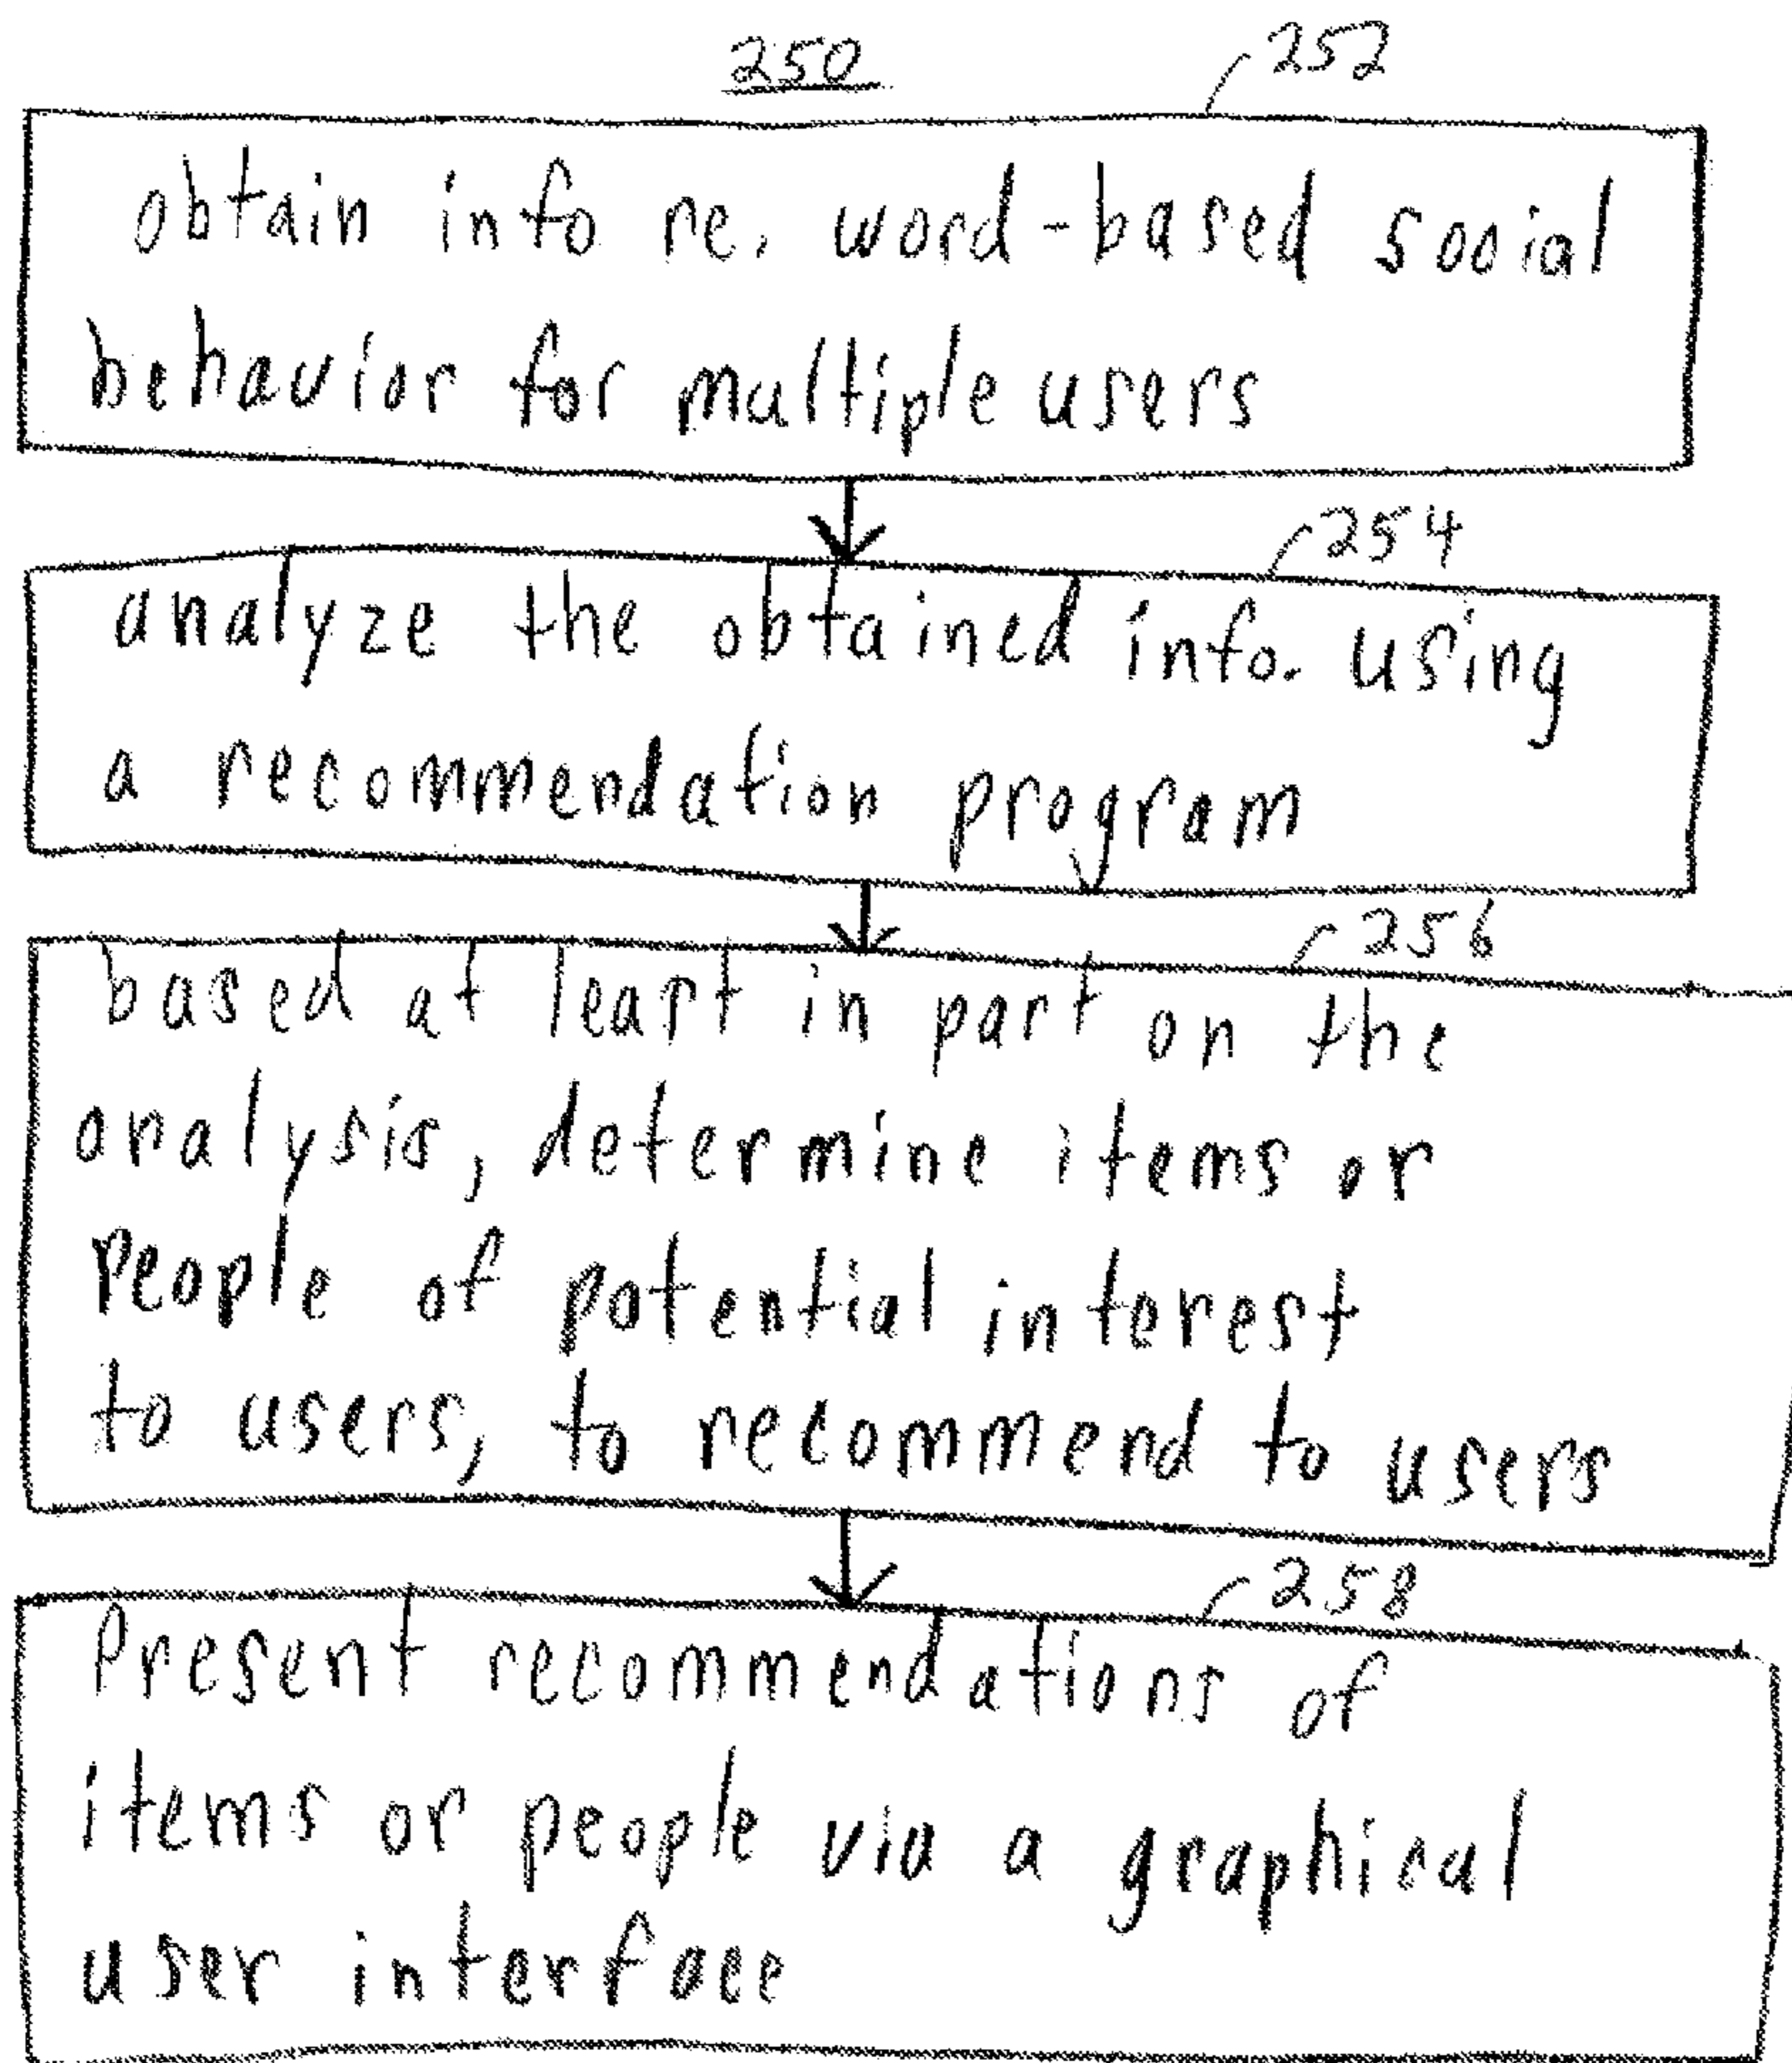 250
252
obtain info re. word-based social
behavior for multiple users
254
analyze the obtained info. using
a recommendation program
256
based at least in part on the
analysis, determine items or
people of potential interest
to users, to recommend to users
258
Present recommendations of
items or people via a graphical
user interface